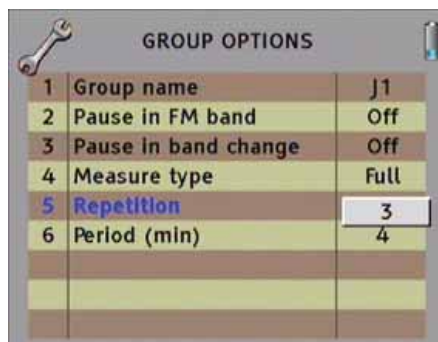 GROUP OPTIONS
1 Group name J1
2 Pause in FM band Off
3 Pause in band change Off
4 Measure type Full
5 Repetition 3
6 Period (min) 4